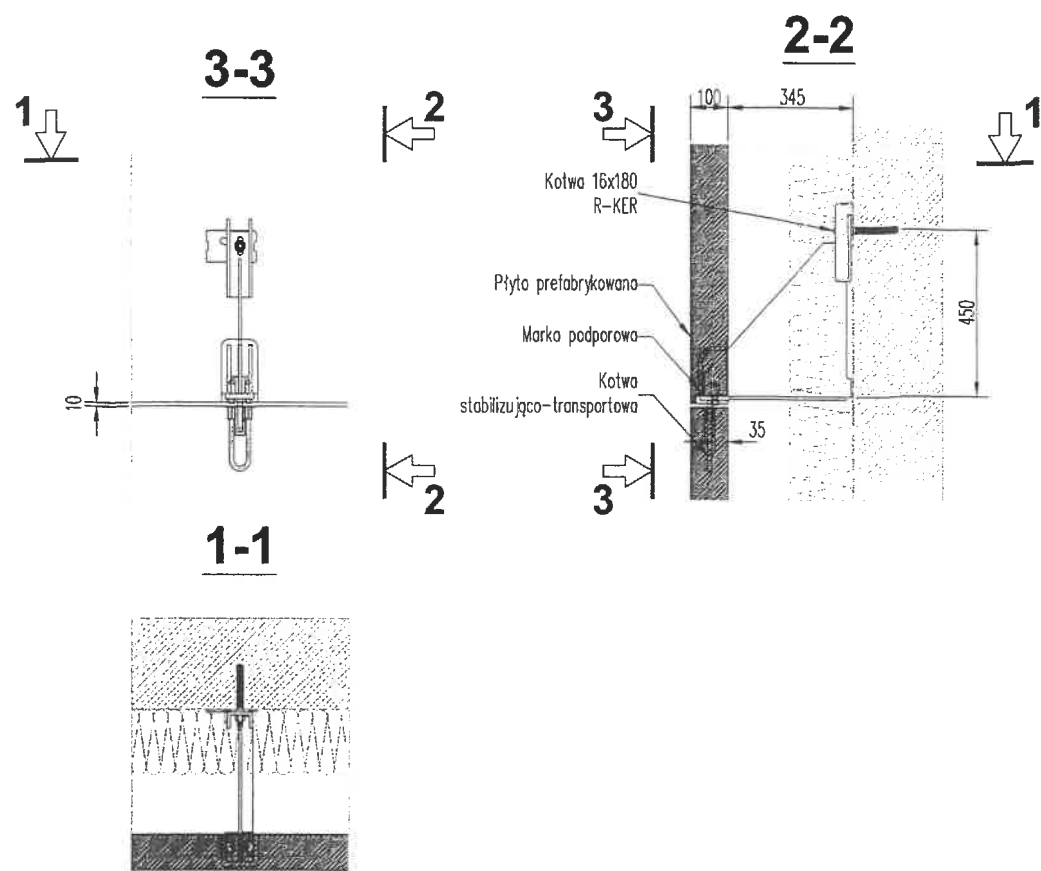 3-3
2-2
1
2
3
1
100
345
Kotwa 16x180
R-KER
Płyta prefabrykowana
Marka podporowa
Kotwa
stabilizująco-transportowa
450
10
35
2
3
1-1